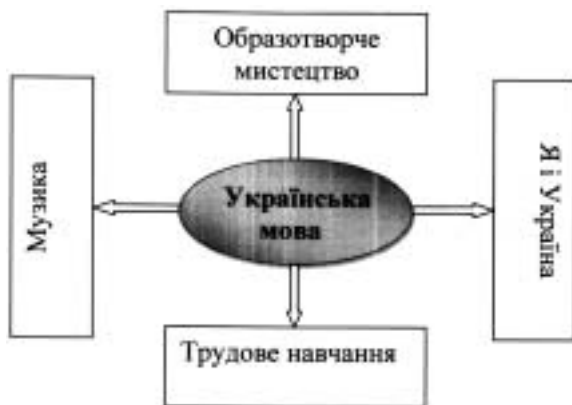 Образотворче
мистецтво
Музика
Українська
мова
Я і Україна
Трудове навчання